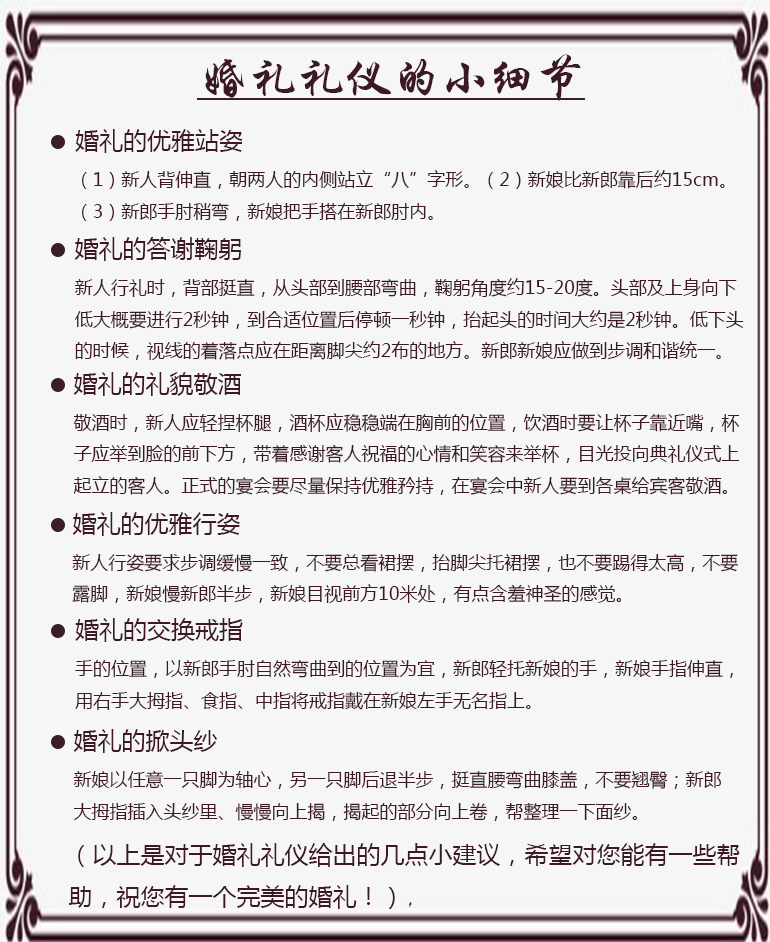 婚礼礼仪的小细节
● 婚礼的优雅站姿
（1）新人背伸直，朝两人的内侧站立“八”字形。（2）新娘比新郎靠后约15cm。
（3）新郎手肘稍弯，新娘把手搭在新郎肘内。
● 婚礼的答谢鞠躬
新人行礼时，背部挺直，从头部到腰部弯曲，鞠躬角度约15-20度。头部及上身向下
低大概要进行2秒钟，到合适位置后停顿一秒钟，抬起头的时间大约是2秒钟。低下头
的时候，视线的着落点应在距离脚尖约2布的地方。新郎新娘应做到步调和谐统一。
● 婚礼的礼貌敬酒
敬酒时，新人应轻捏杯腿，酒杯应稳稳端在胸前的位置，饮酒时要让杯子靠近嘴，杯
子应举到脸的前下方，带着感谢客人祝福的心情和笑容来举杯，目光投向典礼仪式上
起立的客人。正式的宴会要尽量保持优雅矜持，在宴会中新人要到各桌给宾客敬酒。
● 婚礼的优雅行姿
新人行姿要求步调缓慢一致，不要总看裙摆，抬脚尖托裙摆，也不要踢得太高，不要
露脚，新娘慢新郎半步，新娘目视前方10米处，有点含羞神圣的感觉。
● 婚礼的交换戒指
手的位置，以新郎手肘自然弯曲到的位置为宜，新郎轻托新娘的手，新娘手指伸直，
用右手大拇指、食指、中指将戒指戴在新娘左手无名指上。
● 婚礼的掀头纱
新娘以任意一只脚为轴心，另一只脚后退半步，挺直腰弯曲膝盖，不要翘臀；新郎
大拇指插入头纱里、慢慢向上揭，揭起的部分向上卷，帮整理一下面纱。
（以上是对于婚礼礼仪给出的几点小建议，希望对您能有一些帮
助，祝您有一个完美的婚礼！），